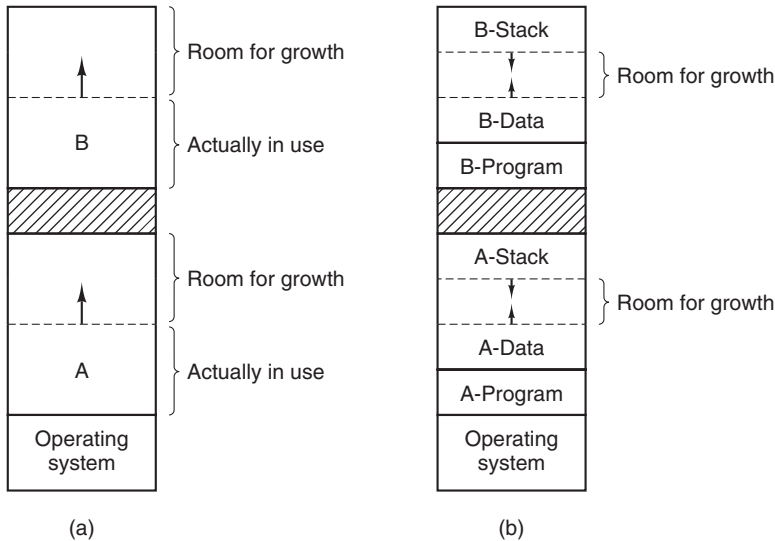 Room for growth
B
Actually in use
Room for growth
A
Actually in use
Operating
system
(a)
B-Stack
Room for growth
B-Data
B-Program
A-Stack
Room for growth
A-Data
A-Program
Operating
system
(b)